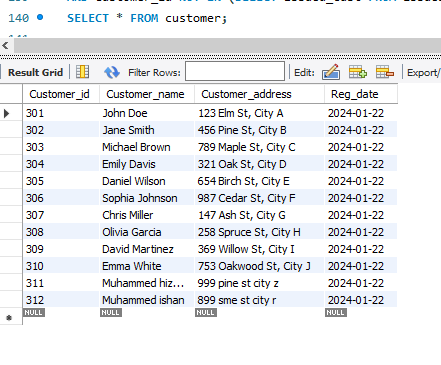 140 SELECT * FROM customer;
Result Grid Filter Rows: Edit: Export/
Customer_id Customer_name Customer_address Reg_date
301 John Doe 123 Elm St, City A 2024-01-22
302 Jane Smith 456 Pine St, City B 2024-01-22
303 Michael Brown 789 Maple St, City C 2024-01-22
304 Emily Davis 321 Oak St, City D 2024-01-22
305 Daniel Wilson 654 Birch St, City E 2024-01-22
306 Sophia Johnson 987 Cedar St, City F 2024-01-22
307 Chris Miller 147 Ash St, City G 2024-01-22
308 Olivia Garcia 258 Spruce St, City H 2024-01-22
309 David Martinez 369 Willow St, City I 2024-01-22
310 Emma White 753 Oakwood St, City J 2024-01-22
311 Muhammed hiz... 999 pine st city z 2024-01-22
312 Muhammed ishan 899 sme st city r 2024-01-22
NULL NULL NULL NULL